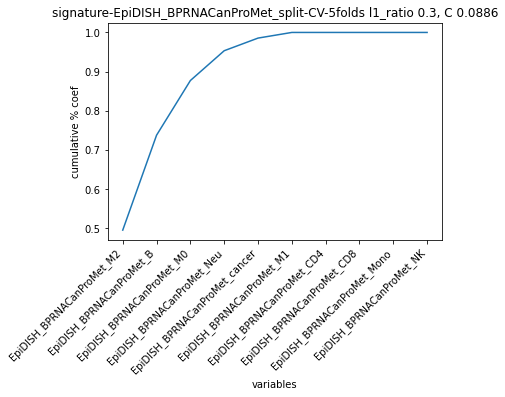 signature-EpiDISH_BPRNACanProMet_split-CV-5folds l1_ratio 0.3, C 0.0886
1.0
0.9
0.8
0.7
0.6
0.5
cumulative % coef
EpiDISH_BPRNACanProMet_M2
EpiDISH_BPRNACanProMet_B
EpiDISH_BPRNACanProMet_M0
EpiDISH_BPRNACanProMet_Neu
EpiDISH_BPRNACanProMet_cancer
EpiDISH_BPRNACanProMet_M1
EpiDISH_BPRNACanProMet_CD4
EpiDISH_BPRNACanProMet_CD8
EpiDISH_BPRNACanProMet_Mono
EpiDISH_BPRNACanProMet_NK
variables